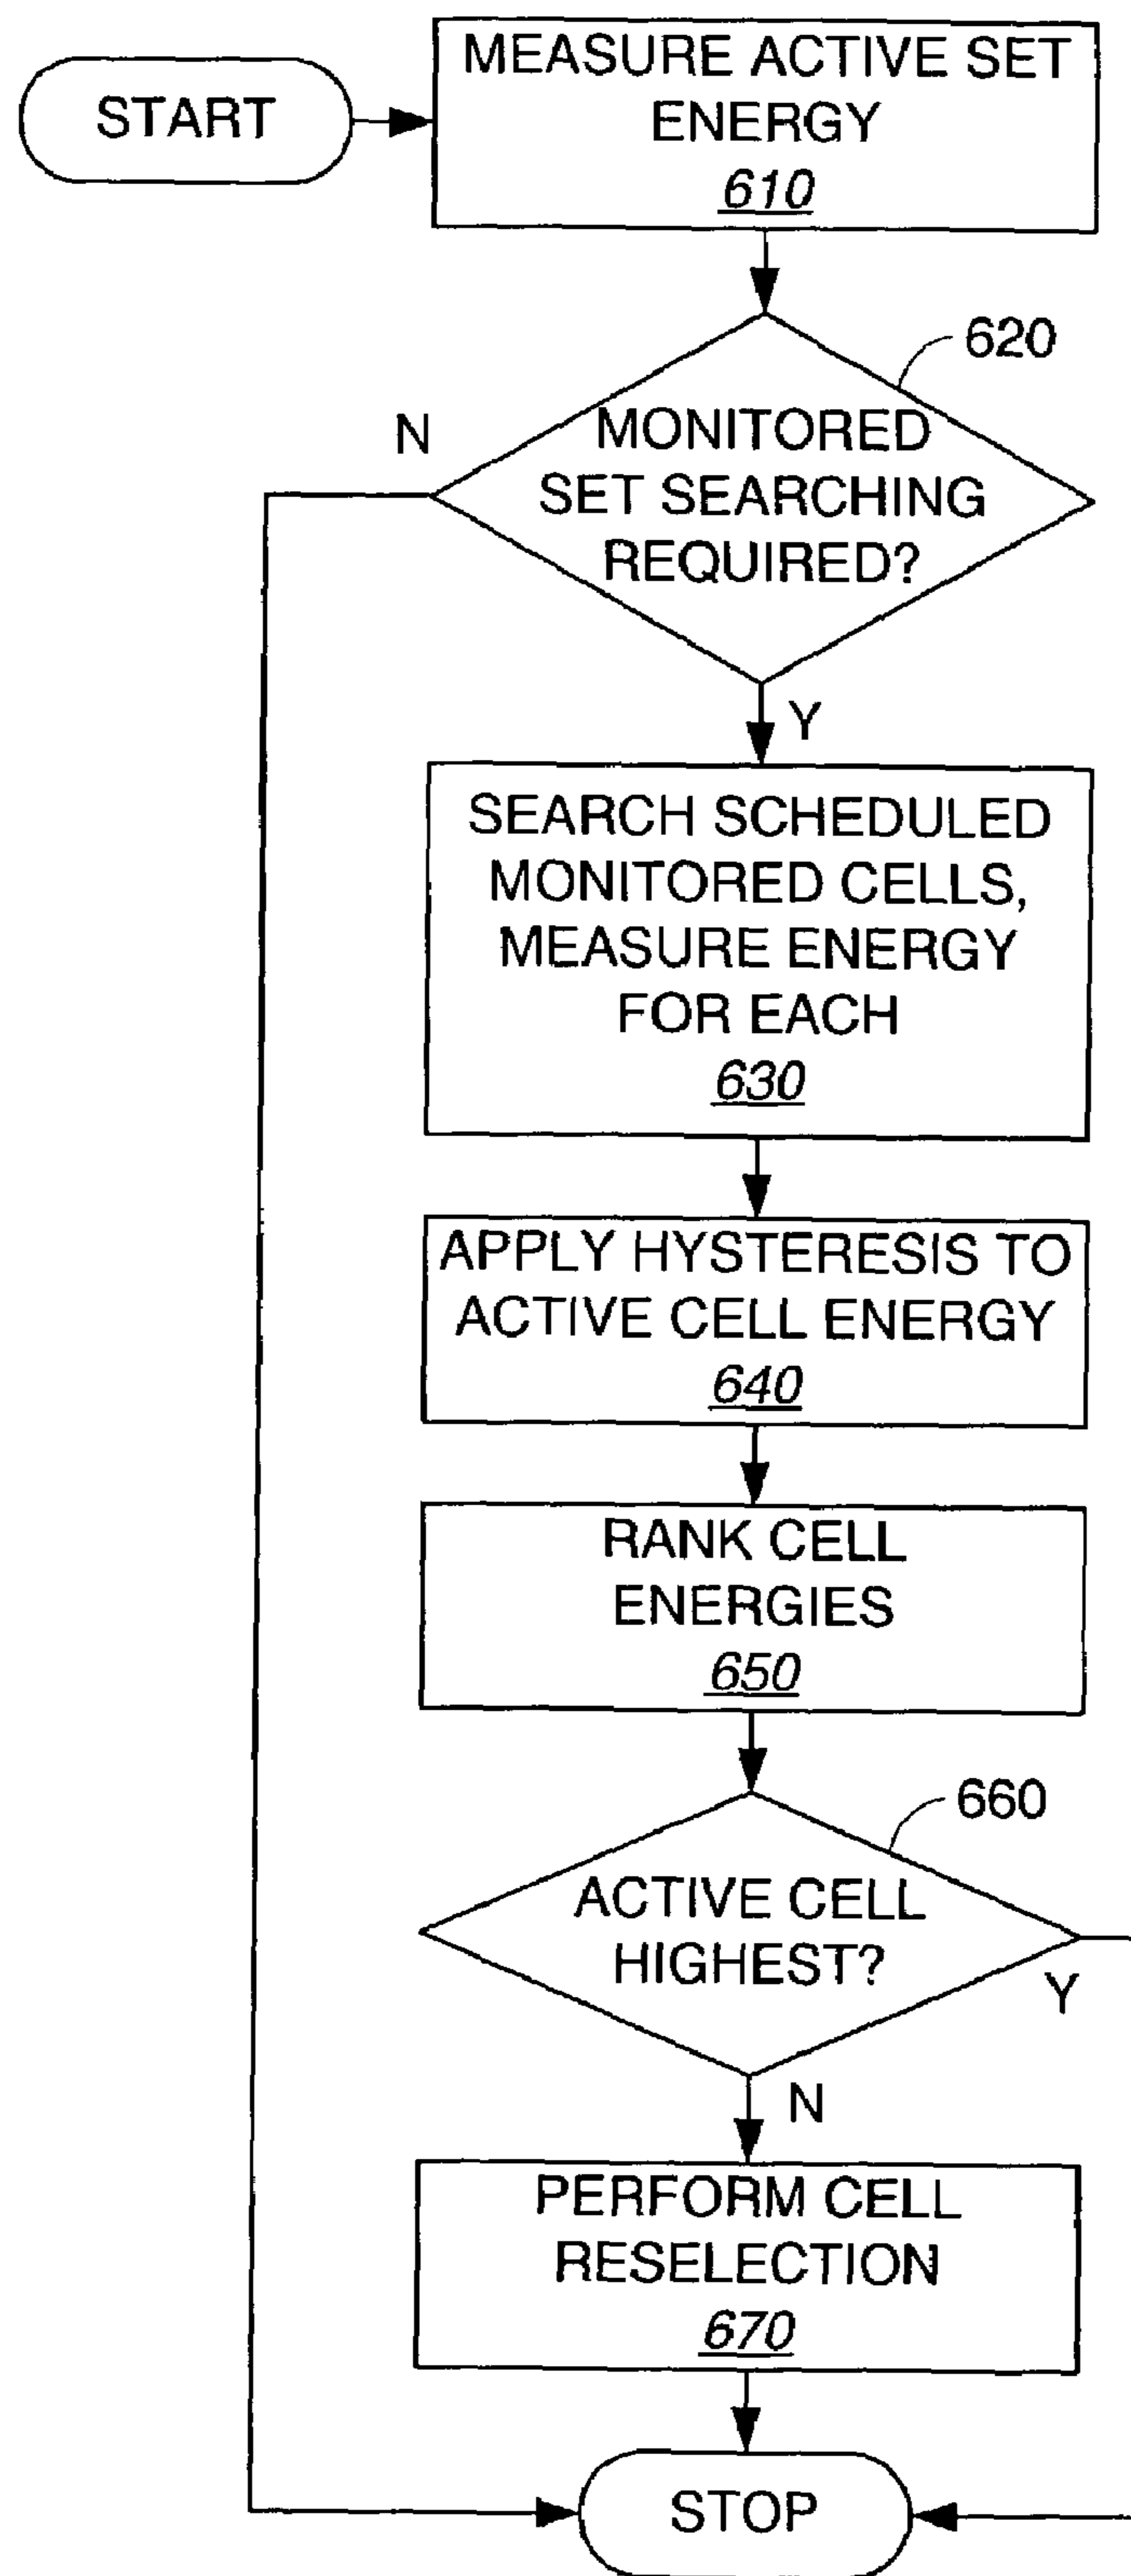 START
MEASURE ACTIVE SET
ENERGY
610
620
N
MONITORED
SET SEARCHING
REQUIRED?
Y
SEARCH SCHEDULED
MONITORED CELLS,
MEASURE ENERGY
FOR EACH
630
APPLY HYSTERESIS TO
ACTIVE CELL ENERGY
640
RANK CELL
ENERGIES
650
660
ACTIVE CELL
HIGHEST?
Y
N
PERFORM CELL
RESELECTION
670
STOP